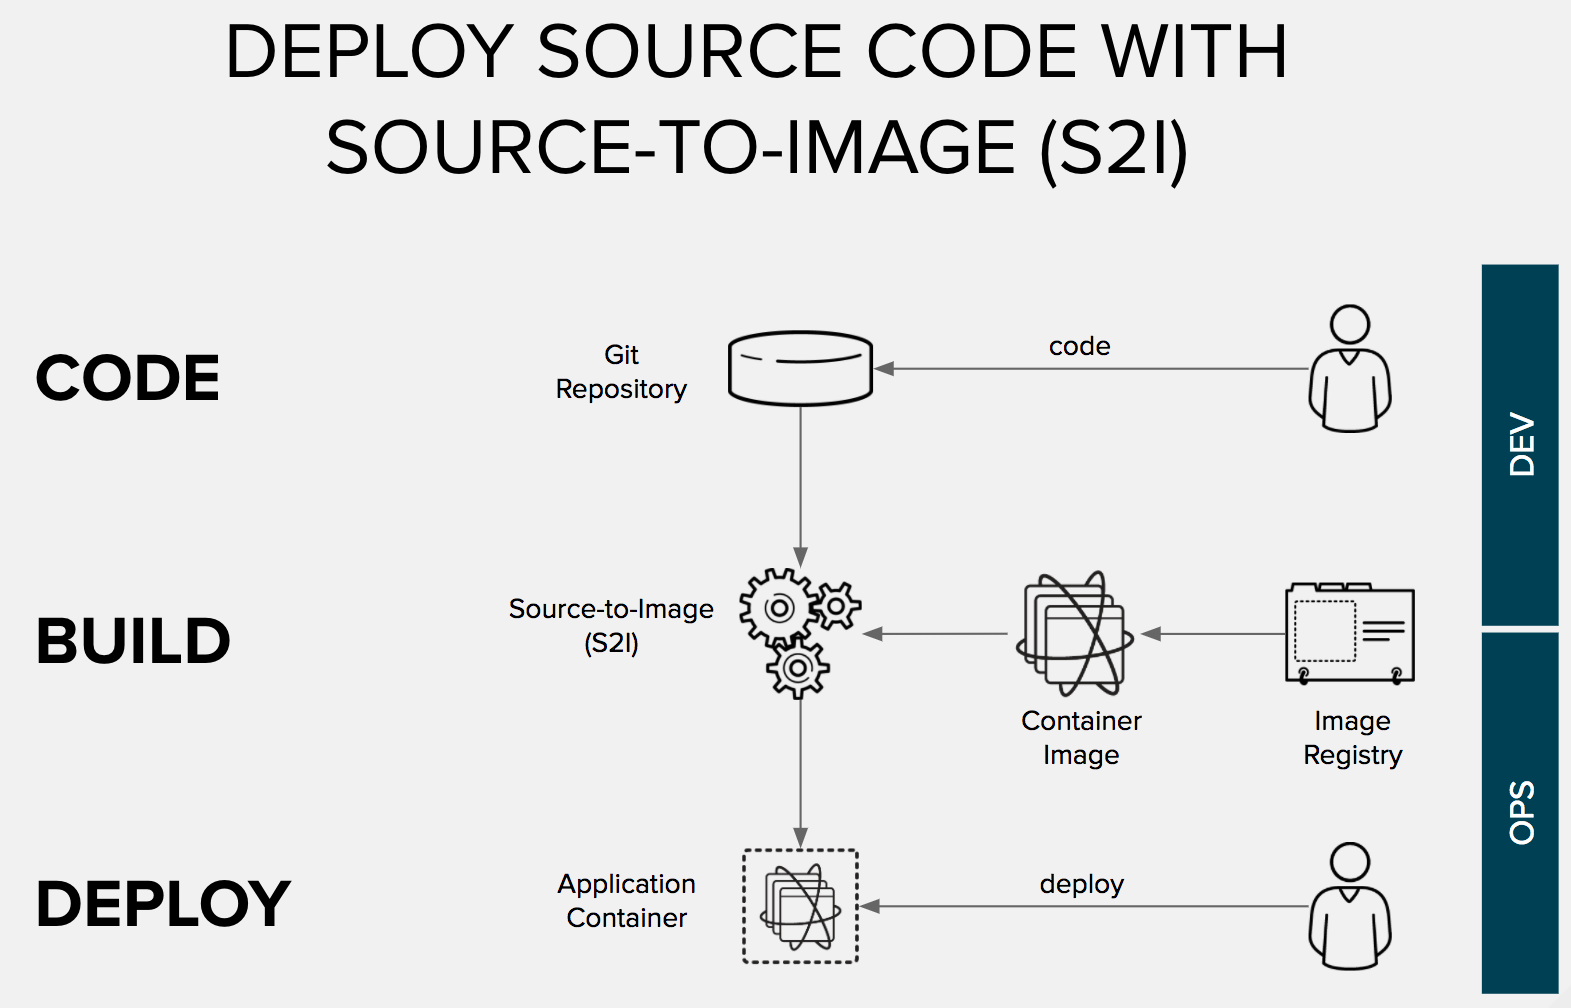 DEPLOY SOURCE CODE WITH
SOURCE-TO-IMAGE (S2I)
CODE
Git
Repository
code
DEV
BUILD
Source-to-Image
(S2I)
Container
Image
Image
Registry
OPS
DEPLOY
Application
Container
deploy